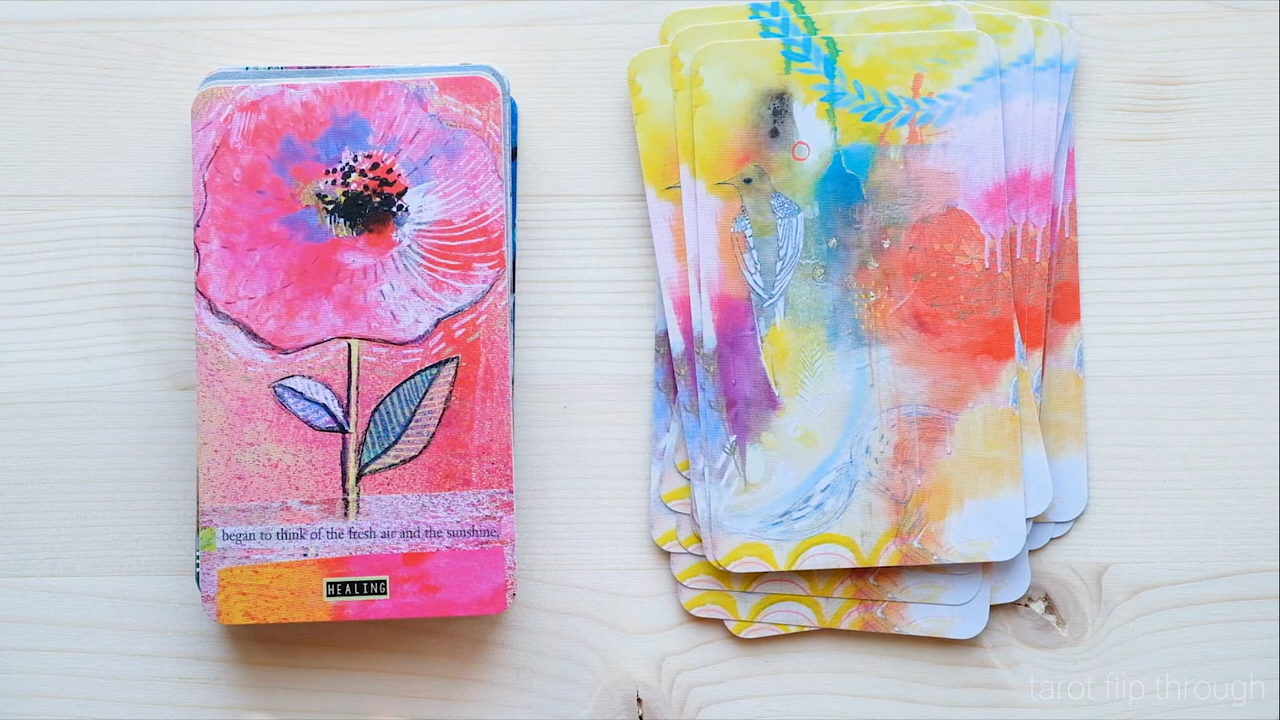 began to think of the fresh air and the sunshine,
HEALING
tarot flip through